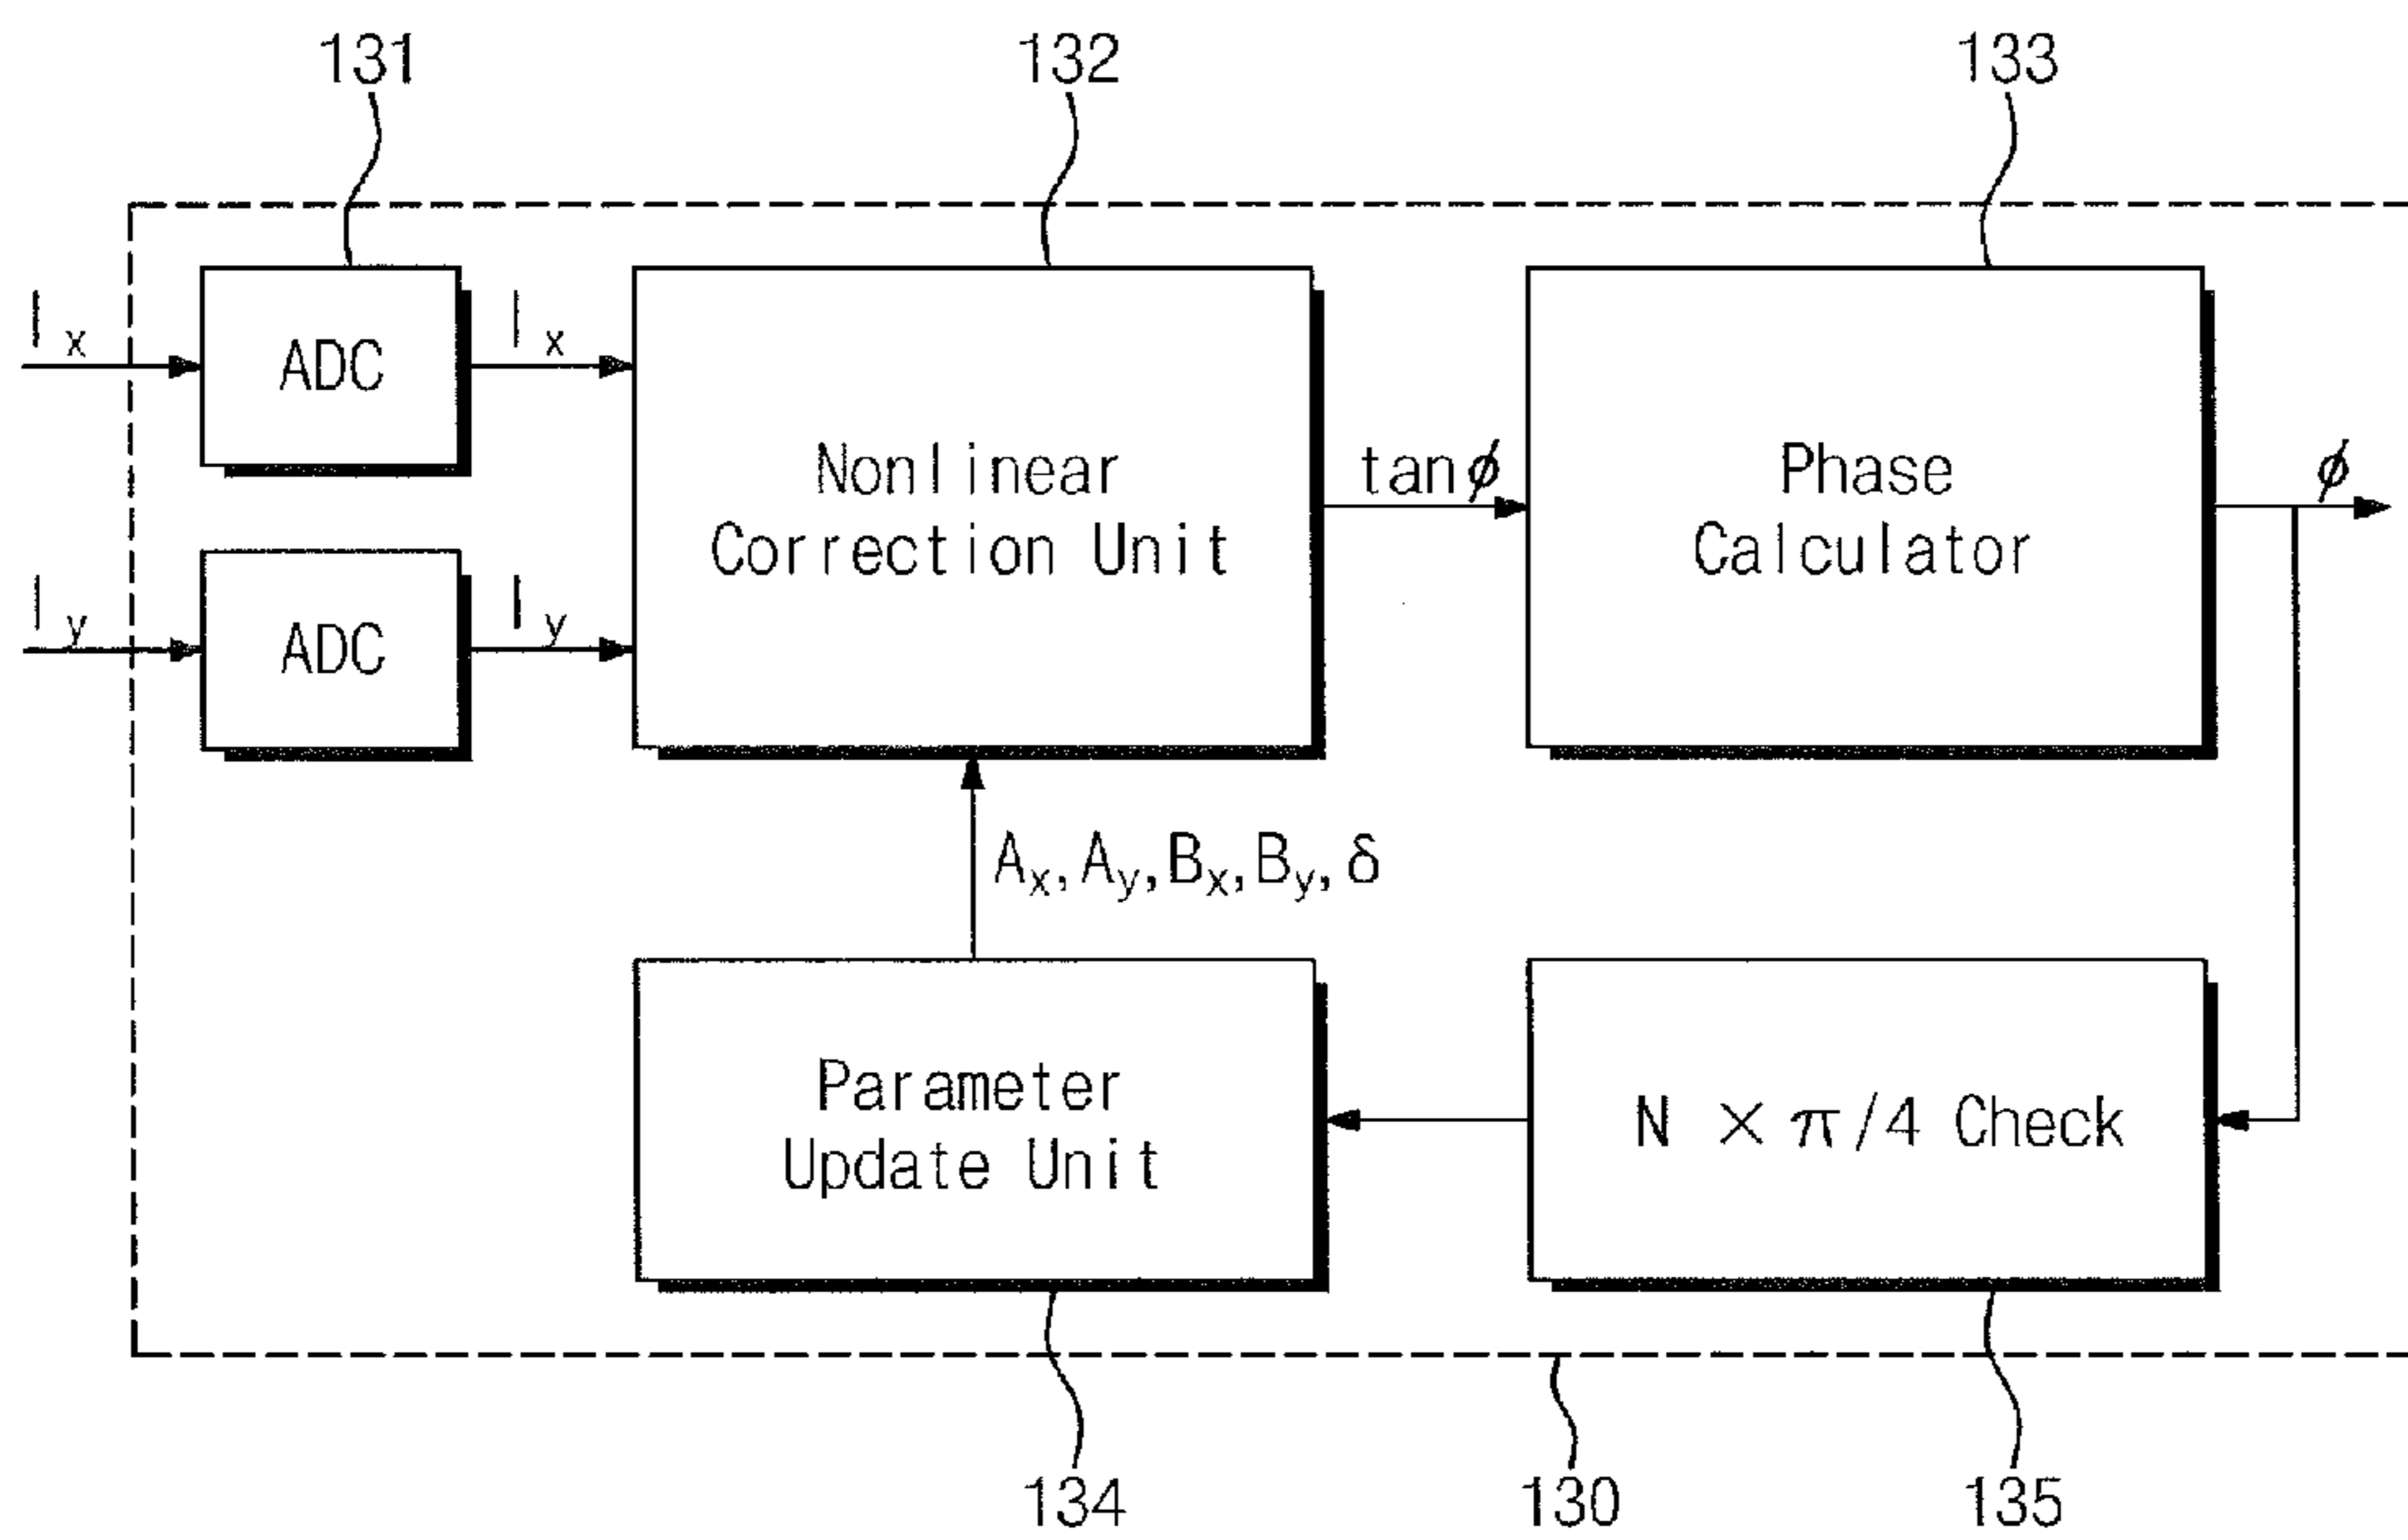 131
132
133
Ix
ADC
Ix
Iy
ADC
Iy
Nonlinear
Correction Unit
tanϕ
Phase
Calculator
ϕ
Ax, Ay, Bx, By, δ
Parameter
Update Unit
N × π/4 Check
134
130
135